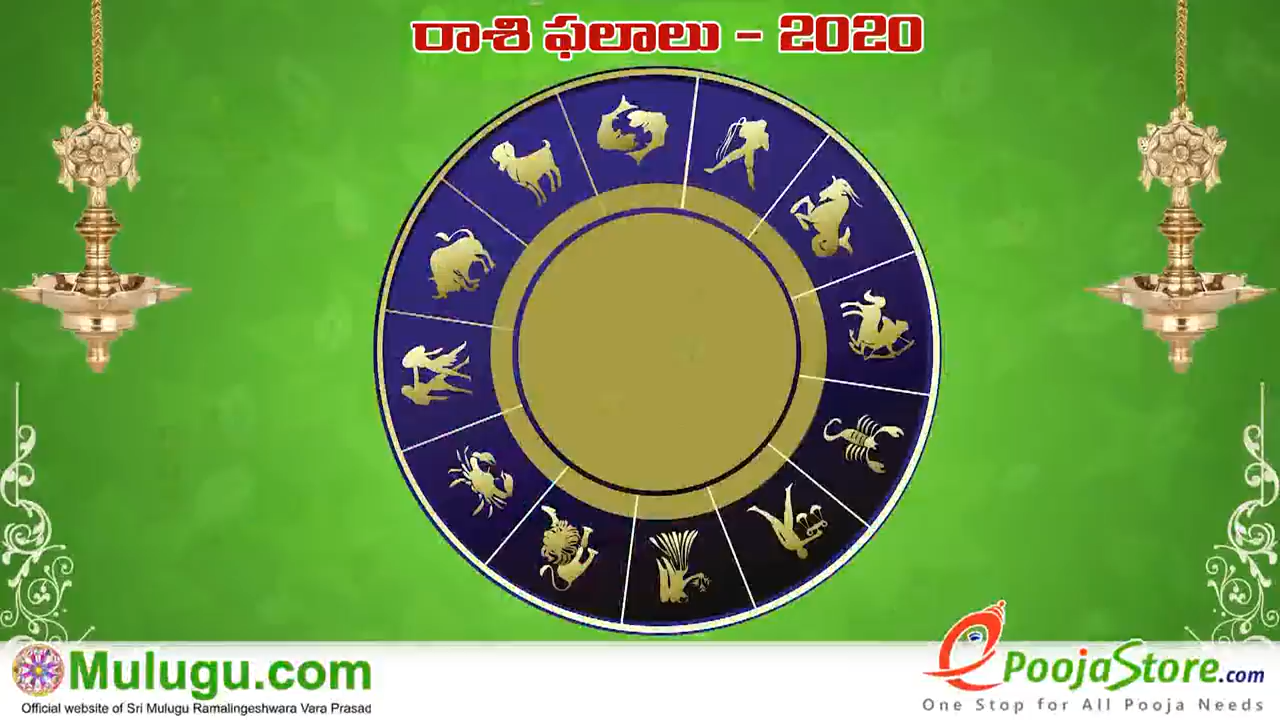 రాశి ఫలాలు - 2020
Mulugu.com
Official website of Sri Mulugu Ramalingeshwara Vara Prasad
ePoojaStore.com
One Stop for All Pooja Needs